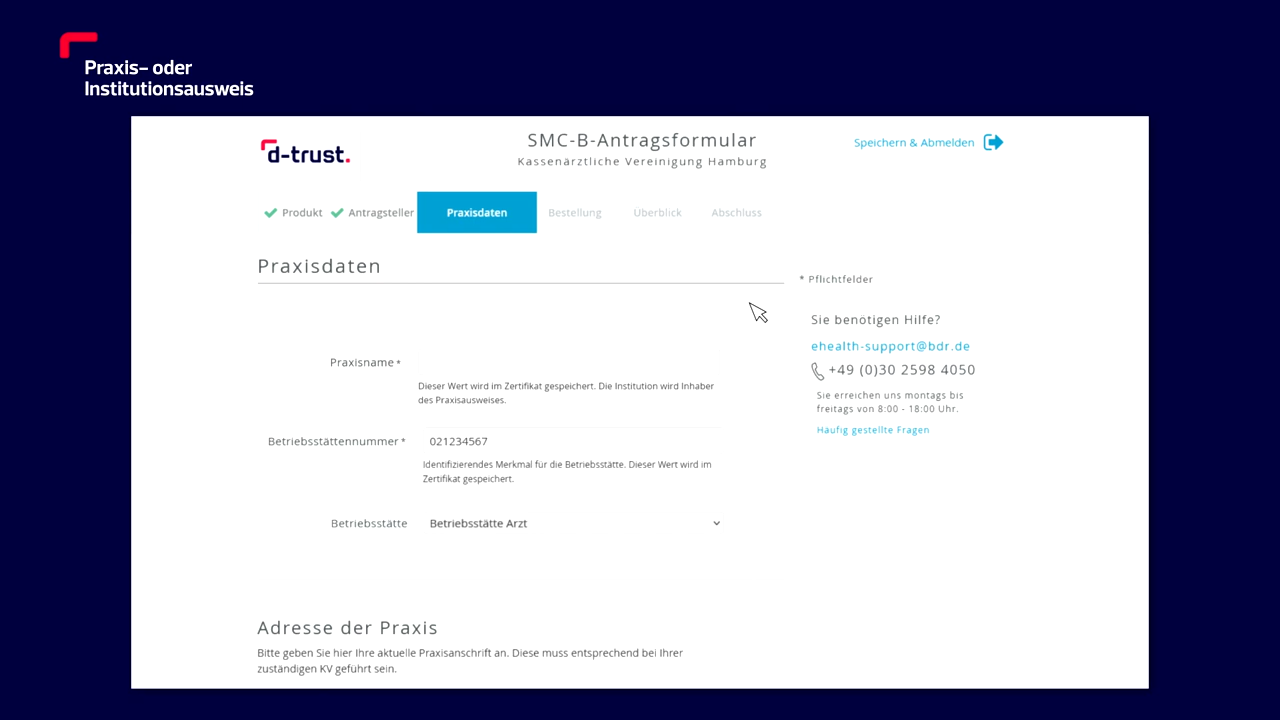 Praxis- oder
Institutionsausweis
d-trust.
SMC-B-Antragsformular
Kassenärztliche Vereinigung Hamburg
Speichern & Abmelden
Produkt Antragsteller Praxisdaten Bestellung Überblick Abschluss
Praxisdaten
* Pflichtfelder
Sie benötigen Hilfe?
ehealth-support@bdr.de
+49 (0)30 2598 4050
Sie erreichen uns montags bis
freitags von 8:00 - 18:00 Uhr.
Häufig gestellte Fragen
Praxisname *
Dieser Wert wird im Zertifikat gespeichert. Die Institution wird Inhaber
des Praxisausweises.
Betriebsstättennummer * 021234567
Identifizierendes Merkmal für die Betriebsstätte. Dieser Wert wird im
Zertifikat gespeichert.
Betriebsstätte Betriebsstätte Arzt
Adresse der Praxis
Bitte geben Sie hier Ihre aktuelle Praxisanschrift an. Diese muss entsprechend bei Ihrer
zuständigen KV geführt sein.